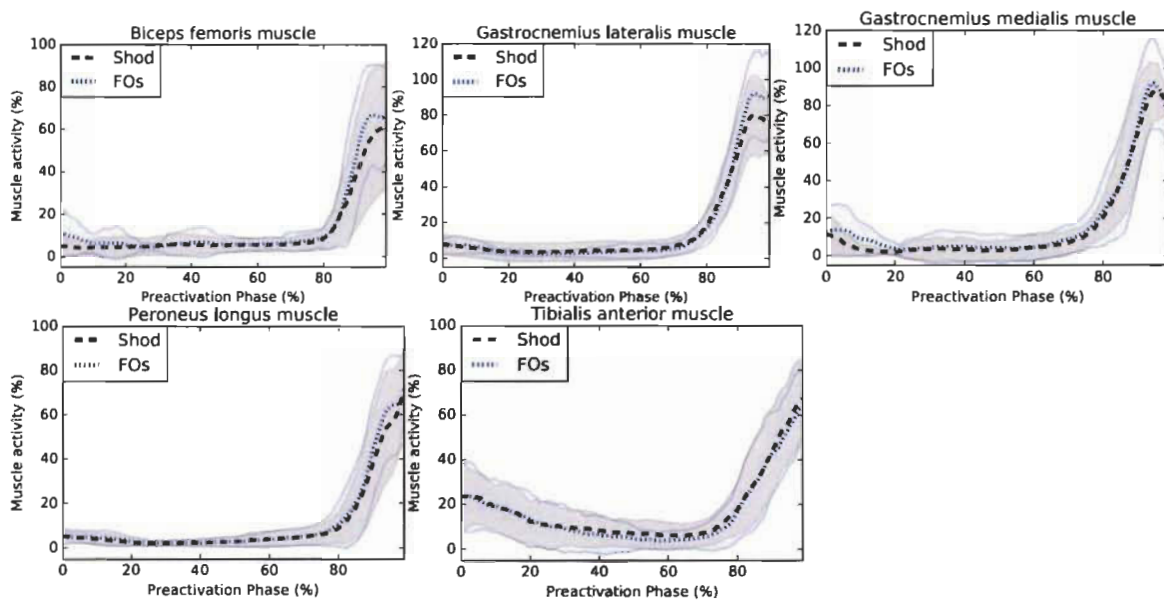 Biceps femoris muscle
100
80
60
40
20
0
Muscle activity (%)
Shod
FOs
0 20 40 60 80
Preactivation Phase (%)
Gastrocnemius lateralis muscle
120
100
80
60
40
20
0
Muscle activity (%)
Shod
FOs
0 20 40 60 80
Preactivation Phase (%)
Gastrocnemius medialis muscle
120
100
80
60
40
20
0
Muscle activity (%)
Shod
FOs
0 20 40 60 80
Preactivation Phase (%)
Peroneus longus muscle
100
80
60
40
20
0
Muscle activity (%)
Shod
FOs
0 20 40 60 80
Preactivation Phase (%)
Tibialis anterior muscle
100
80
60
40
20
0
Muscle activity (%)
Shod
FOs
0 20 40 60 80
Preactivation Phase (%)